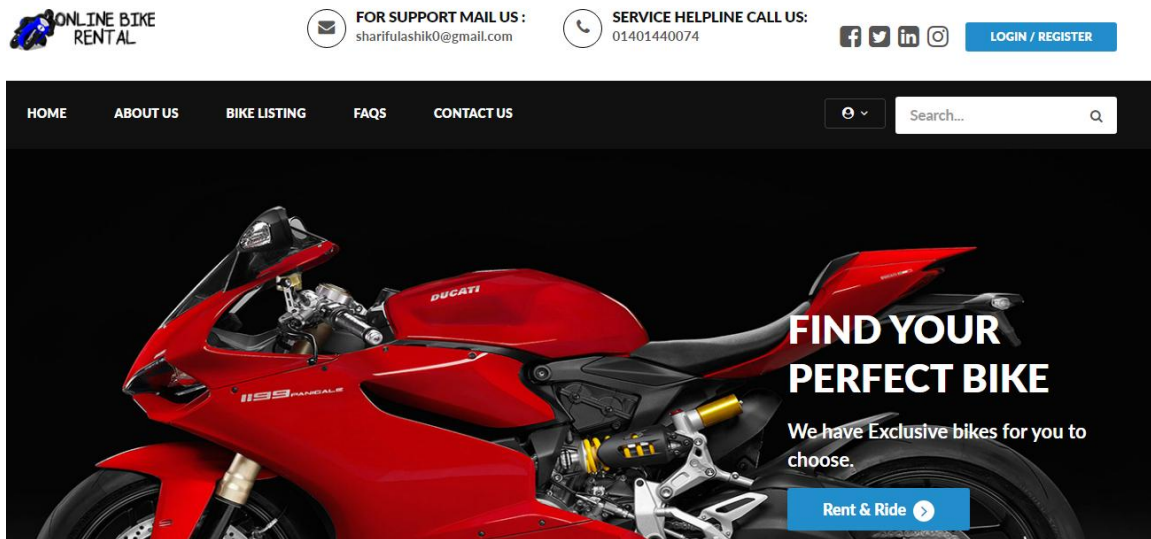 ONLINE BIKE
RENTAL
FOR SUPPORT MAIL US :
sharifulashik0@gmail.com
SERVICE HELPLINE CALL US:
01401440074
LOGIN / REGISTER
HOME
ABOUT US
BIKE LISTING
FAQS
CONTACT US
Search...
DUCATI
1199 PANIGALE
FIND YOUR
PERFECT BIKE
We have Exclusive bikes for you to
choose.
Rent & Ride